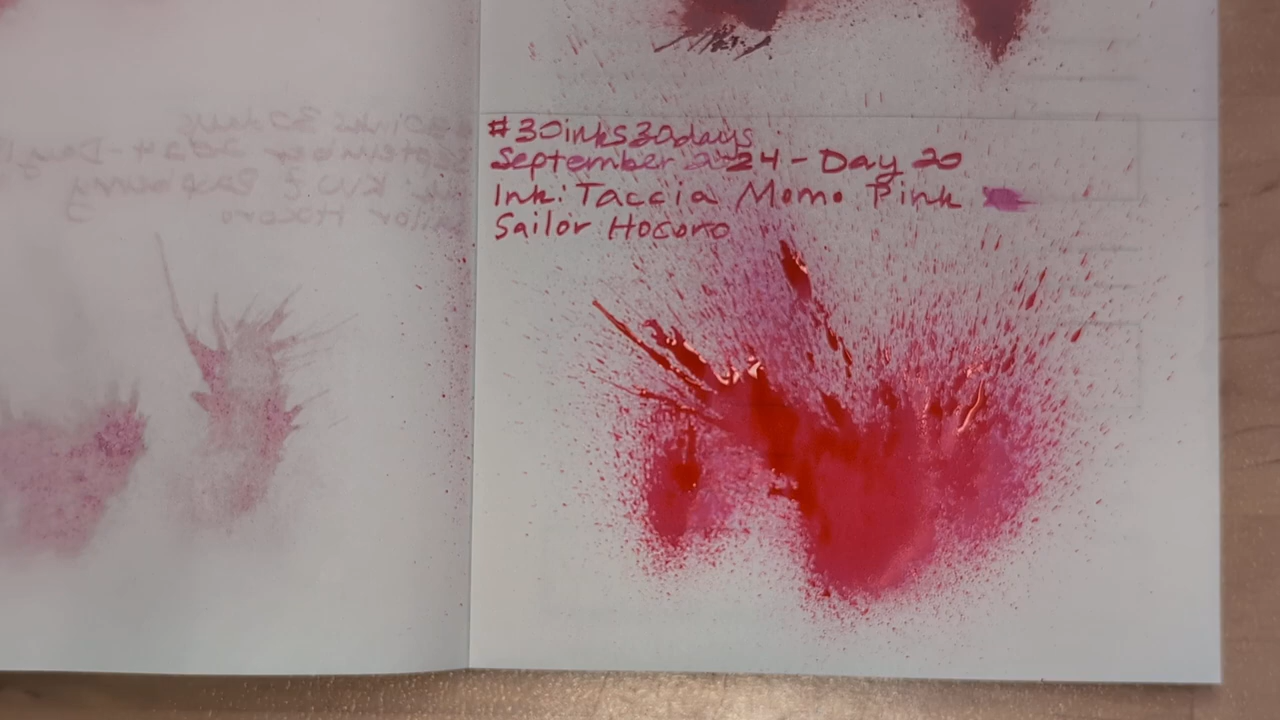 #30inks30days
September 2024 - Day 20
Ink: Taccia Momo Pink
Sailor Hocoro